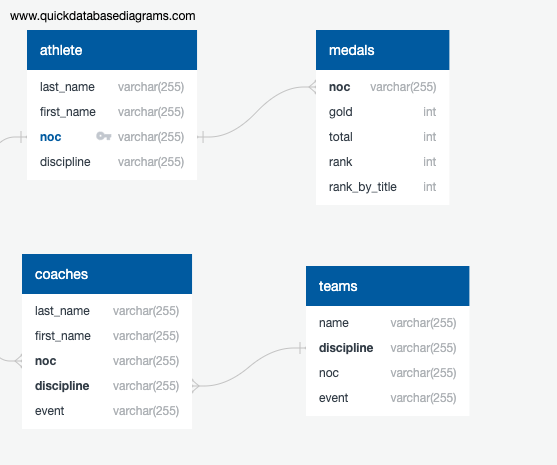 www.quickdatabasediagrams.com
athlete
last_name varchar(255)
first_name varchar(255)
noc varchar(255)
discipline varchar(255)
medals
noc varchar(255)
gold int
total int
rank int
rank_by_title int
coaches
last_name varchar(255)
first_name varchar(255)
noc varchar(255)
discipline varchar(255)
event varchar(255)
teams
name varchar(255)
discipline varchar(255)
noc varchar(255)
event varchar(255)